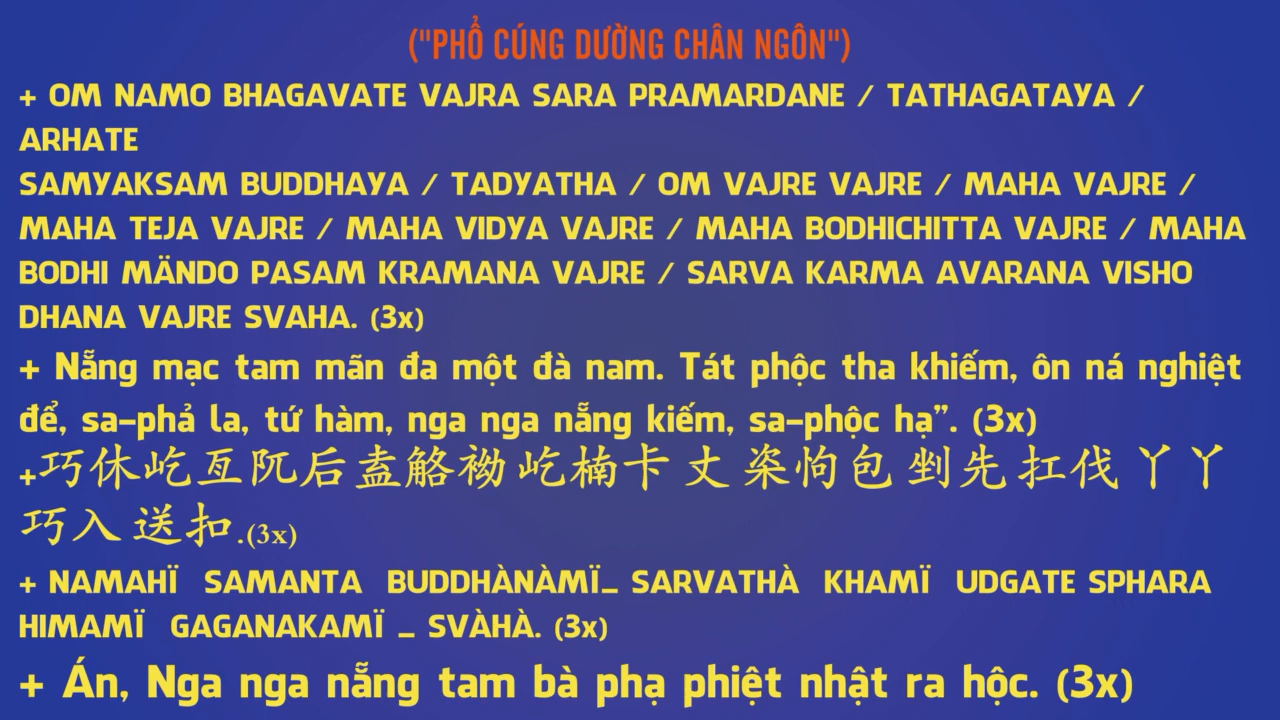 ("PHỔ CÚNG DƯỜNG CHÂN NGÔN")
+ OM NAMO BHAGAVATE VAJRA SARA PRAMARDANE / TATHAGATAYA /
ARHATE
SAMYAKSAM BUDDHAYA / TADYATHA / OM VAJRE VAJRE / MAHA VAJRE /
MAHA TEJA VAJRE / MAHA VIDYA VAJRE / MAHA BODHICHITTA VAJRE / MAHA
BODHI MÄNDO PASAM KRAMANA VAJRE / SARVA KARMA AVARANA VISHO
DHANA VAJRE SVAHA. (3x)
+ Nẵng mạc tam mãn đa một đà nam. Tát phộc tha khiếm, ôn ná nghiệt
để, sa-phả la, tứ hàm, nga nga nẵng kiếm, sa-phộc hạ”. (3x)
+巧休屹亙阢后盍觡袎屹楠卡丈桼怐包剉先扛伐丫丫
巧入送扣.(3x)
+ NAMAHÏ SAMANTA BUDDHÀNÀMÏ_ SARVATHÀ KHAMÏ UDGATE SPHARA
HIMAMÏ GAGANAKAMÏ _ SVÀHÀ. (3x)
+ Án, Nga nga nẵng tam bà phạ phiệt nhật ra hộc. (3x)